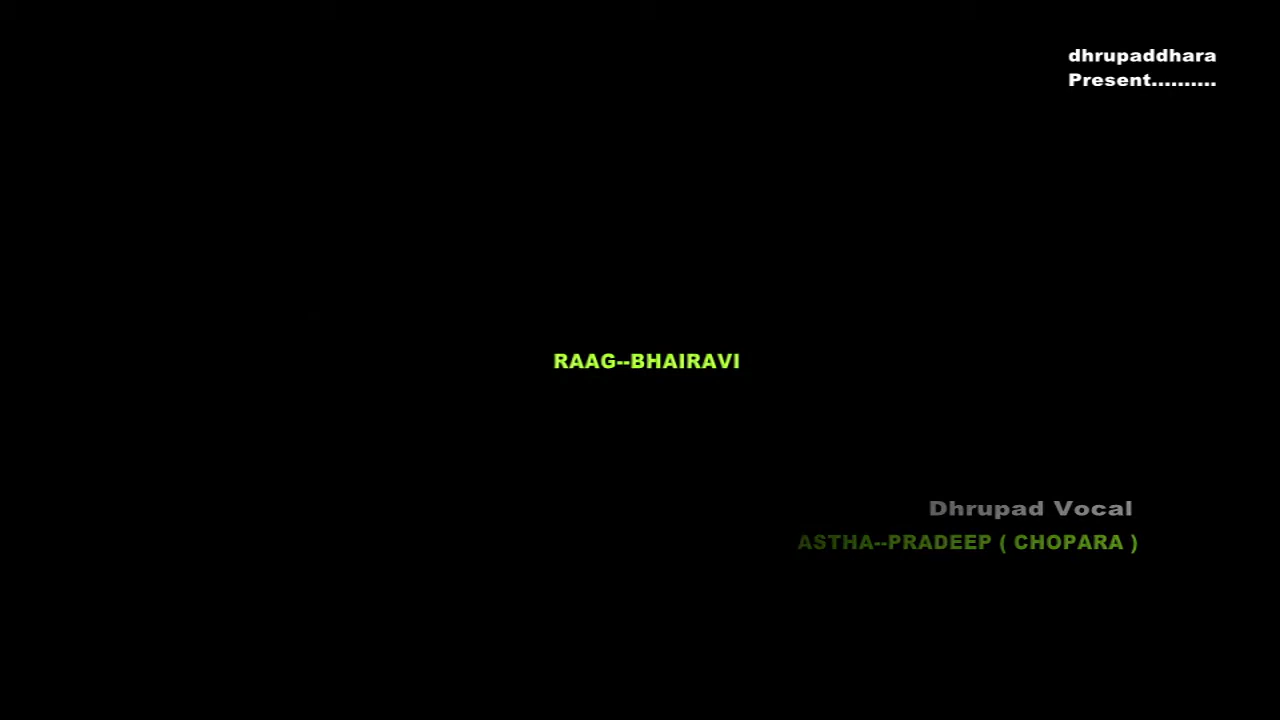 dhrupaddhara
Present..........
RAAG--BHAIRAVI
Dhrupad Vocal
ASTHA--PRADEEP ( CHOPARA )